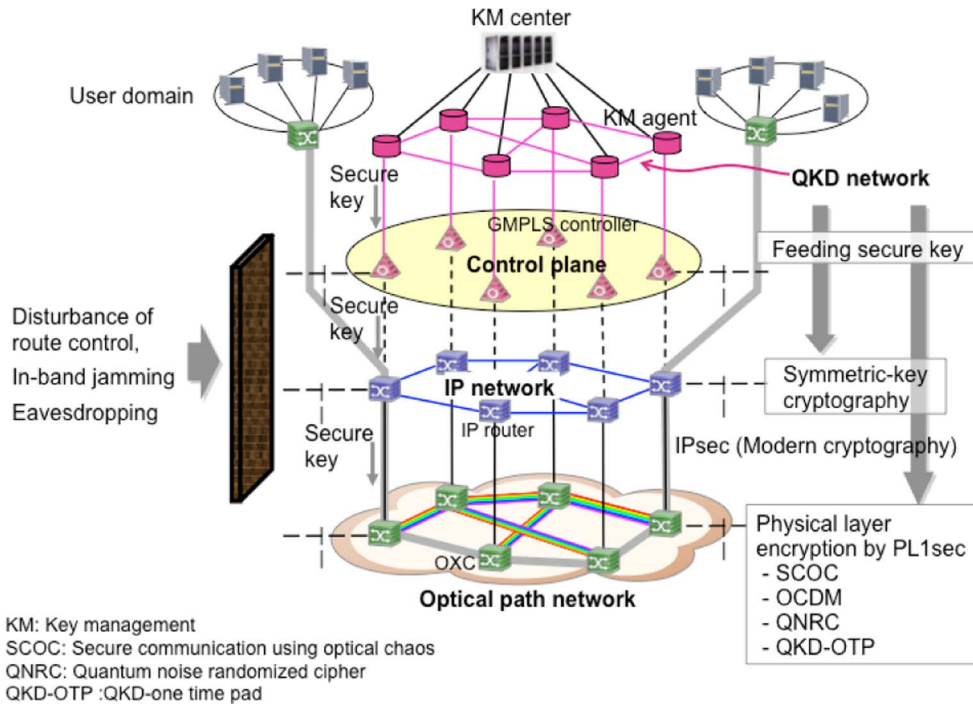 KM center
User domain
KM agent
Secure
key
QKD network
GMPLS controller
Control plane
Feeding secure key
Secure
key
Disturbance of
route control,
In-band jamming
Eavesdropping
IP network
Symmetric-key
cryptography
IP router
Secure
key
IPsec (Modern cryptography)
Physical layer
encryption by PL1sec
- SCOC
- OCDM
- QNRC
- QKD-OTP
OXC
Optical path network
KM: Key management
SCOC: Secure communication using optical chaos
QNRC: Quantum noise randomized cipher
QKD-OTP :QKD-one time pad